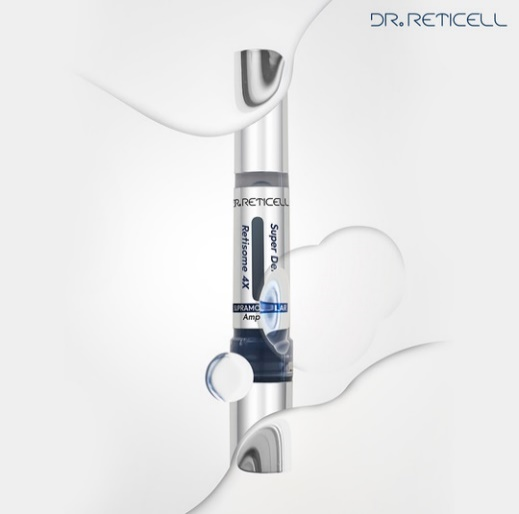 DR.RETICELL
DR.RETICELL
Super De.
Retisome 4X
Amp